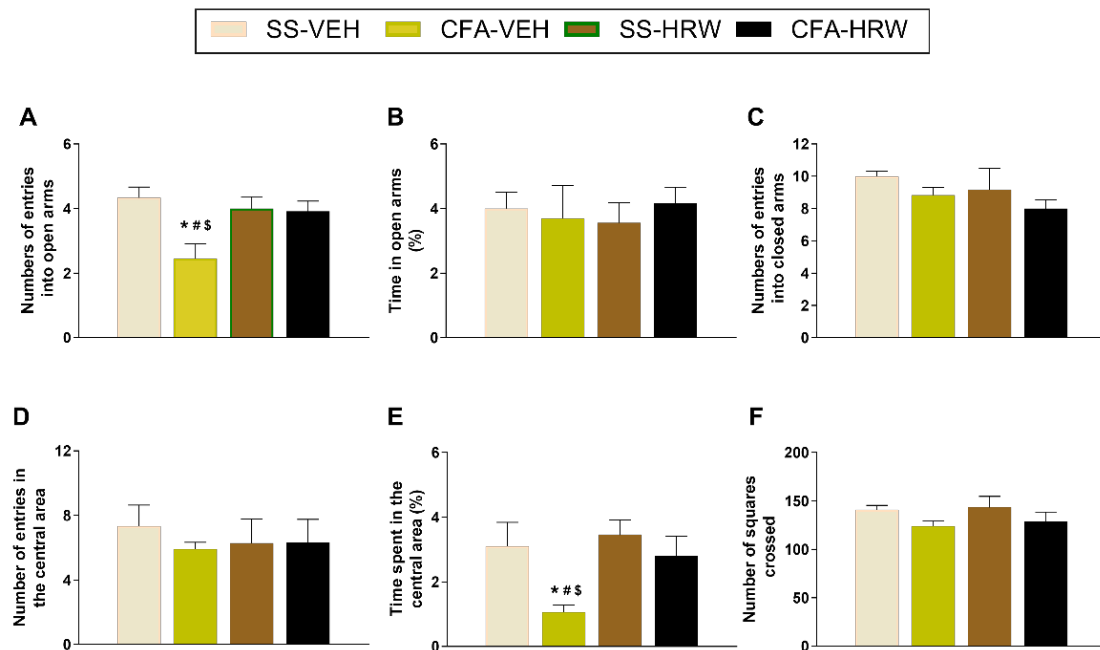 SS-VEH CFA-VEH SS-HRW CFA-HRW
A
Numbers of entries
into open arms
6
4
2
0
* # $
B
Time in open arms
(%)
6
4
2
0
C
Numbers of entries
into closed arms
12
10
8
6
4
2
0
D
Number of entries in
the central area
12
8
4
0
E
Time spent in the
central area (%)
6
4
2
0
* # $
F
Number of squares
crossed
200
150
100
50
0